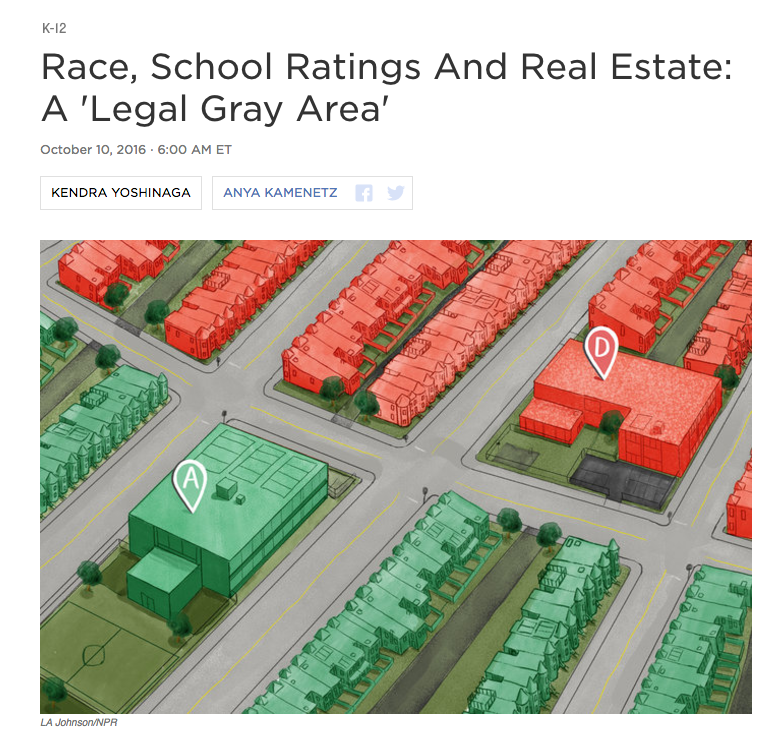 K-12
Race, School Ratings And Real Estate:
A 'Legal Gray Area'
October 10, 2016 · 6:00 AM ET
KENDRA YOSHINAGA
ANYA KAMENETZ
D
A
LA Johnson/NPR